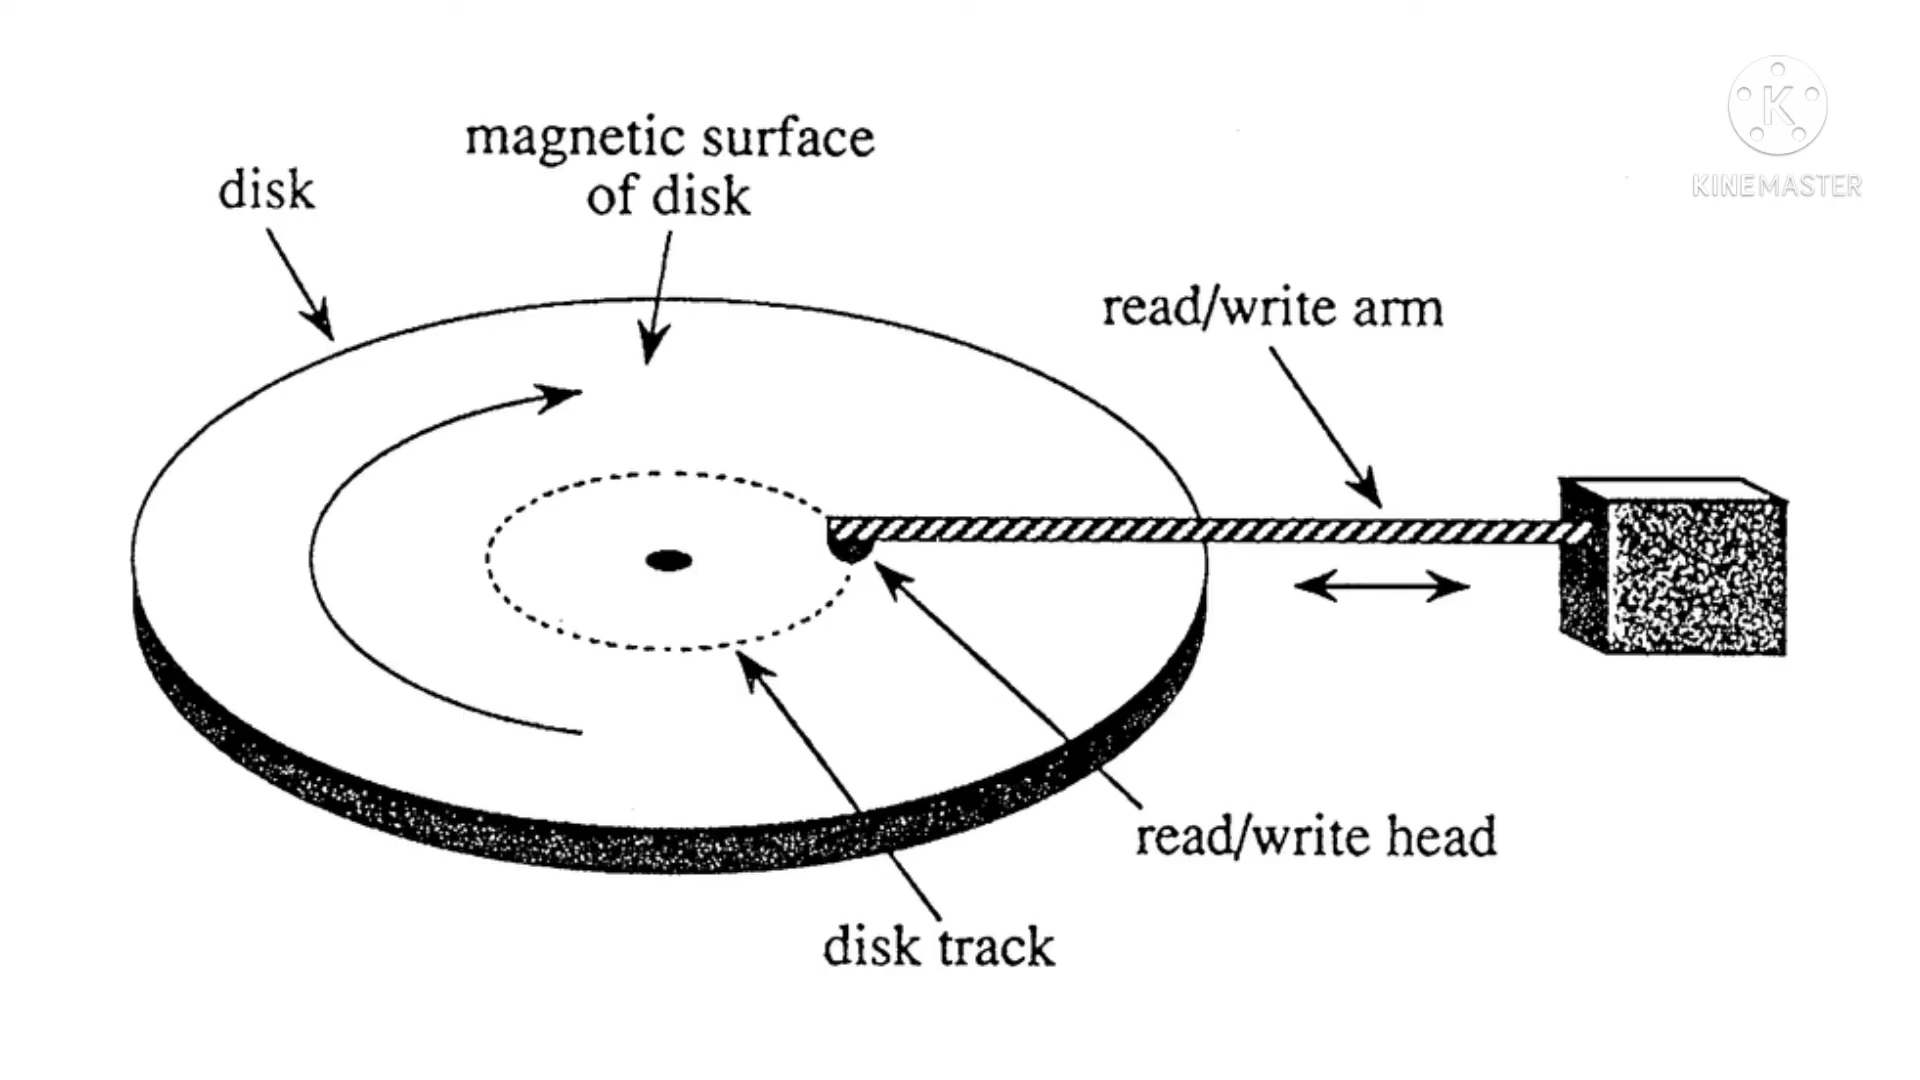 magnetic surface
of disk
disk
K
KINEMASTER
read/write arm
read/write head
disk track